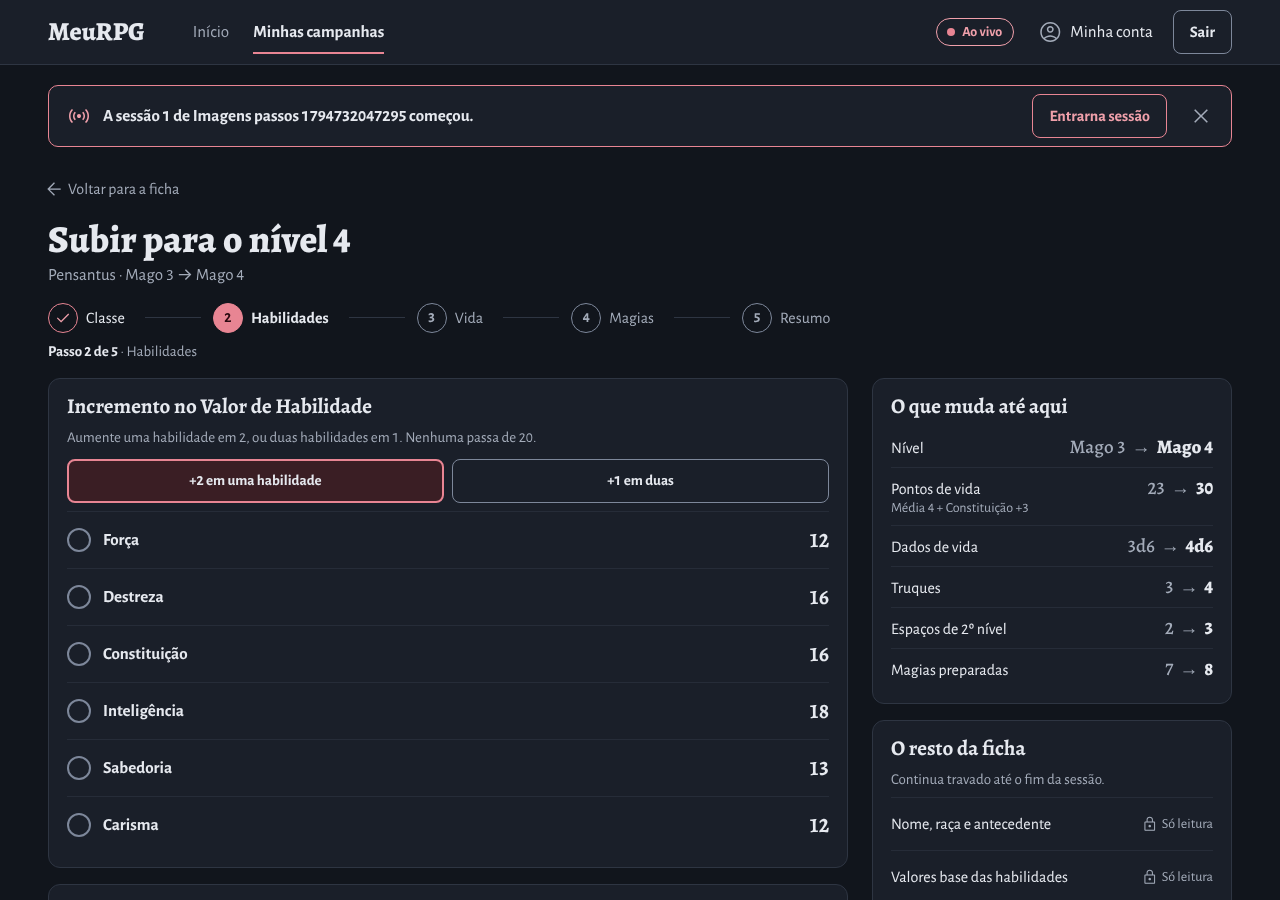 MeuRPG
Início
Minhas campanhas
Ao vivo
Minha conta
Sair
A sessão 1 de Imagens passos 1794732047295 começou.
Entrarna sessão
Voltar para a ficha
Subir para o nível 4
Pensantus · Mago 3 → Mago 4
Classe
2 Habilidades
3 Vida
4 Magias
5 Resumo
Passo 2 de 5 · Habilidades
Incremento no Valor de Habilidade
Aumente uma habilidade em 2, ou duas habilidades em 1. Nenhuma passa de 20.
+2 em uma habilidade
+1 em duas
Força 12
Destreza 16
Constituição 16
Inteligência 18
Sabedoria 13
Carisma 12
O que muda até aqui
Nível Mago 3 → Mago 4
Pontos de vida 23 → 30
Média 4 + Constituição +3
Dados de vida 3d6 → 4d6
Truques 3 → 4
Espaços de 2º nível 2 → 3
Magias preparadas 7 → 8
O resto da ficha
Continua travado até o fim da sessão.
Nome, raça e antecedente Só leitura
Valores base das habilidades Só leitura